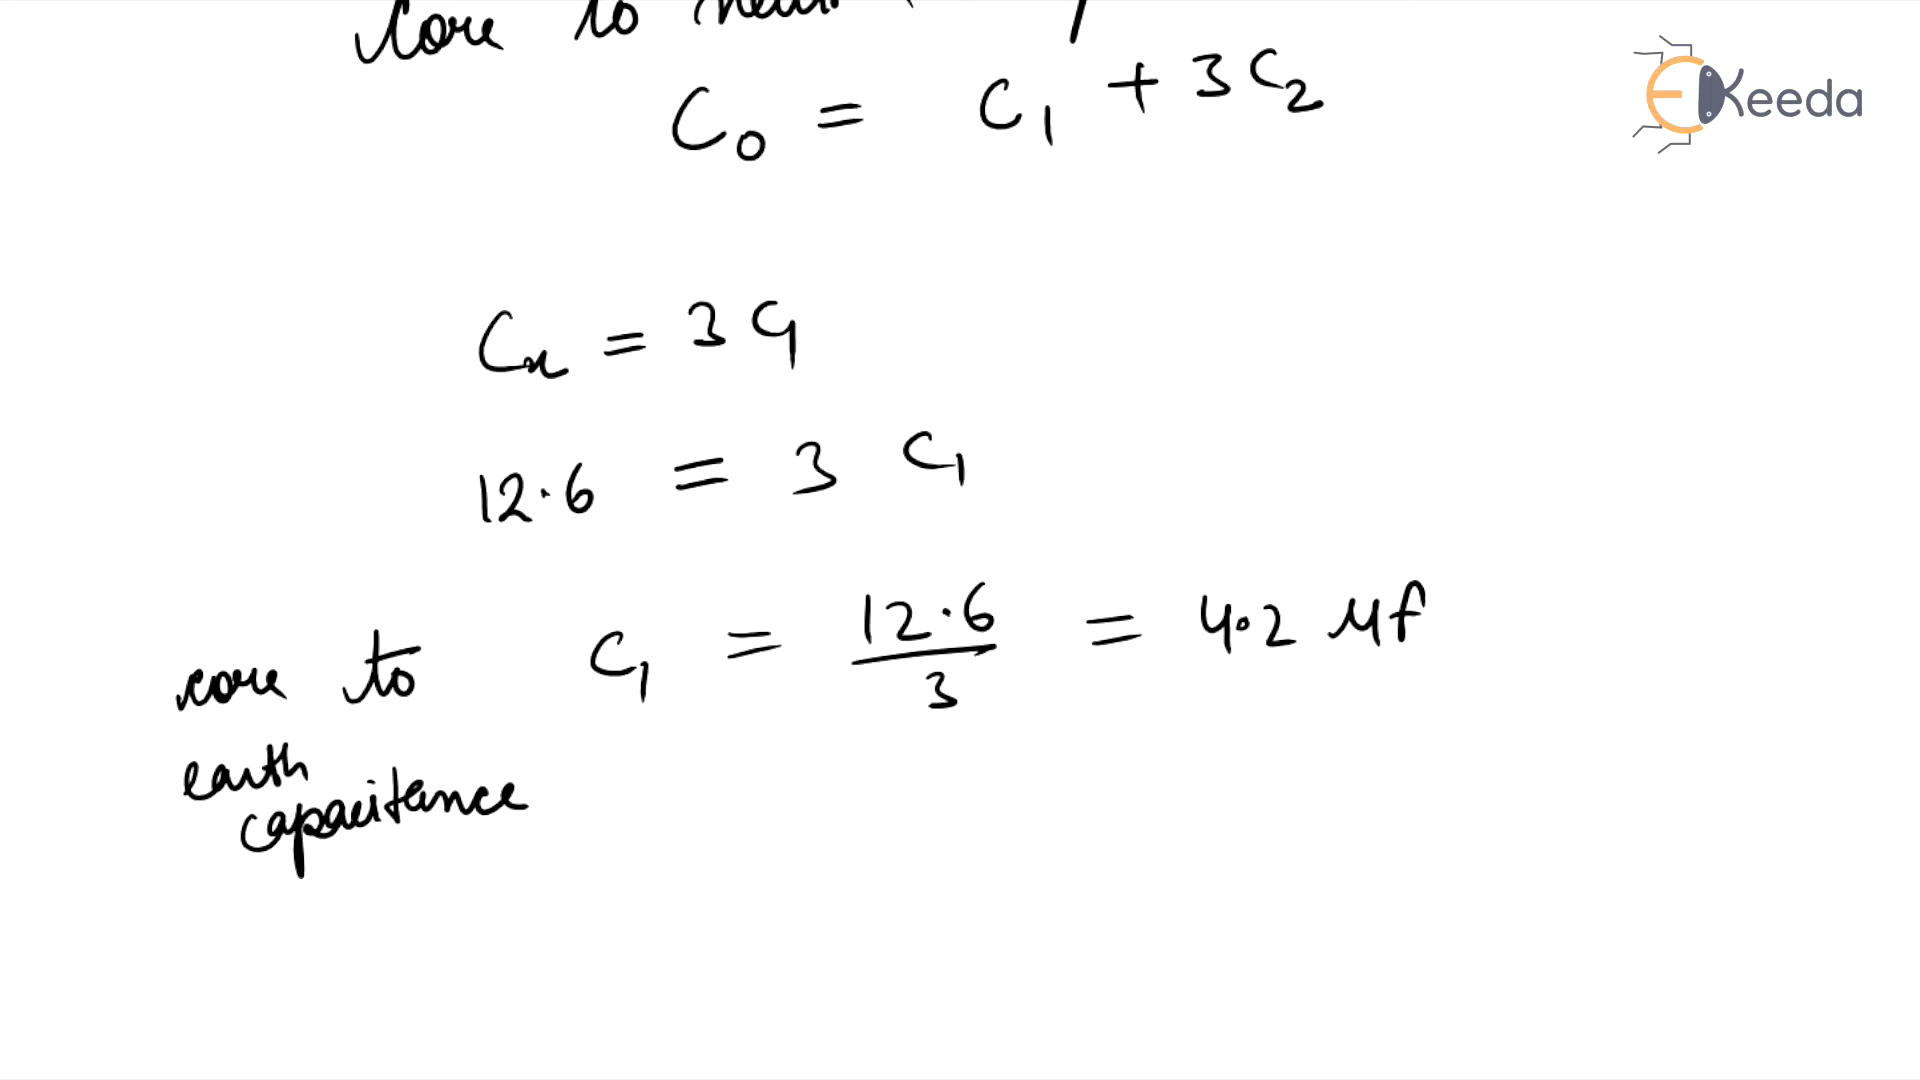 Core to
C₀ = C₁ + 3C₂
EKeeda
Cx = 3C₁
12.6 = 3 C₁
core to C₁ = 12.6/3 = 4.2 μf
earth
capacitance